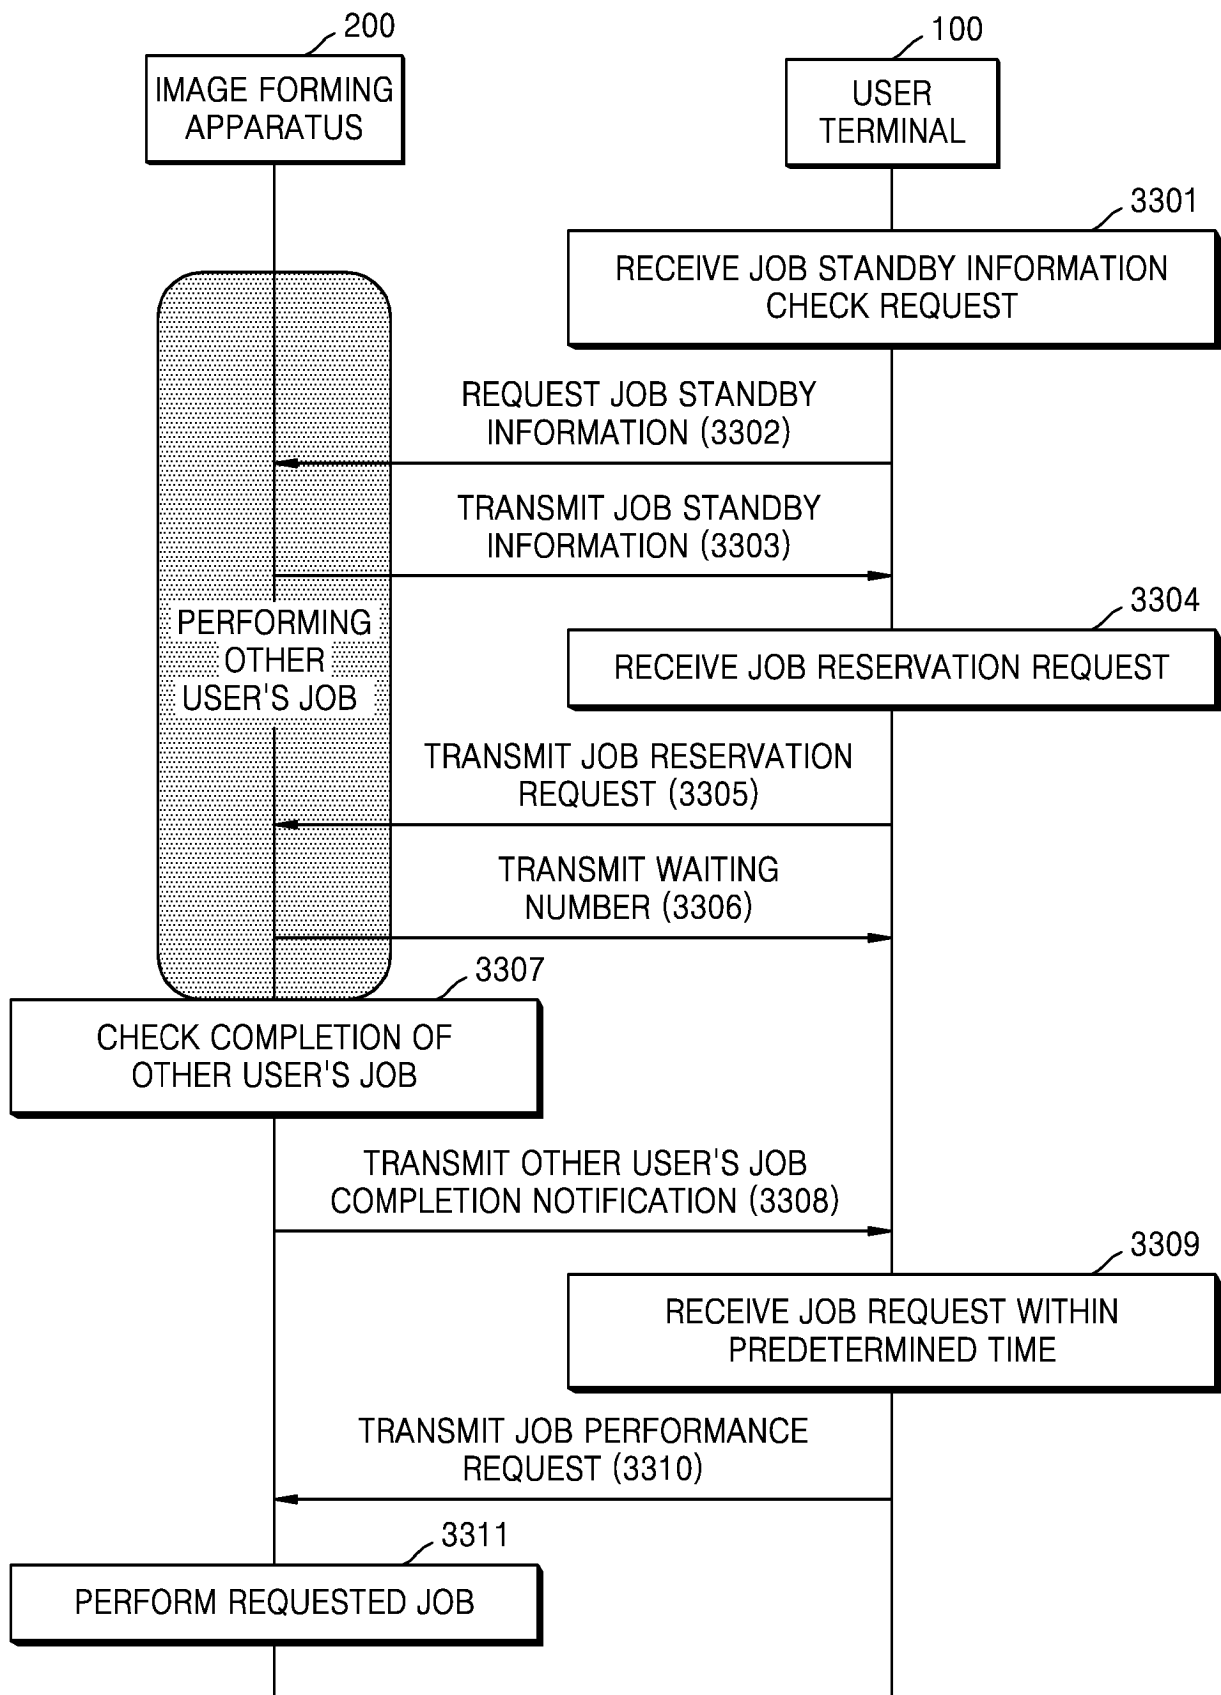 200
IMAGE FORMING
APPARATUS
100
USER
TERMINAL
3301
RECEIVE JOB STANDBY INFORMATION
CHECK REQUEST
REQUEST JOB STANDBY
INFORMATION (3302)
TRANSMIT JOB STANDBY
INFORMATION (3303)
PERFORMING
OTHER
USER'S JOB
3304
RECEIVE JOB RESERVATION REQUEST
TRANSMIT JOB RESERVATION
REQUEST (3305)
TRANSMIT WAITING
NUMBER (3306)
3307
CHECK COMPLETION OF
OTHER USER'S JOB
TRANSMIT OTHER USER'S JOB
COMPLETION NOTIFICATION (3308)
3309
RECEIVE JOB REQUEST WITHIN
PREDETERMINED TIME
TRANSMIT JOB PERFORMANCE
REQUEST (3310)
3311
PERFORM REQUESTED JOB